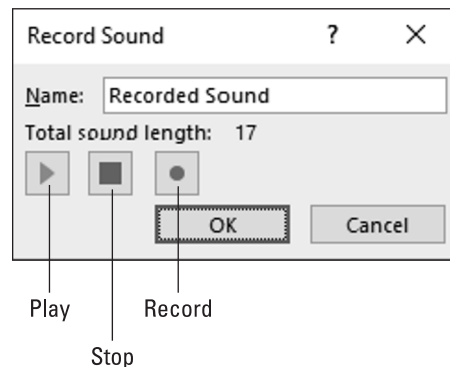 Record Sound ? ×
Name: Recorded Sound
Total sound length: 17
OK Cancel
Play Record
Stop